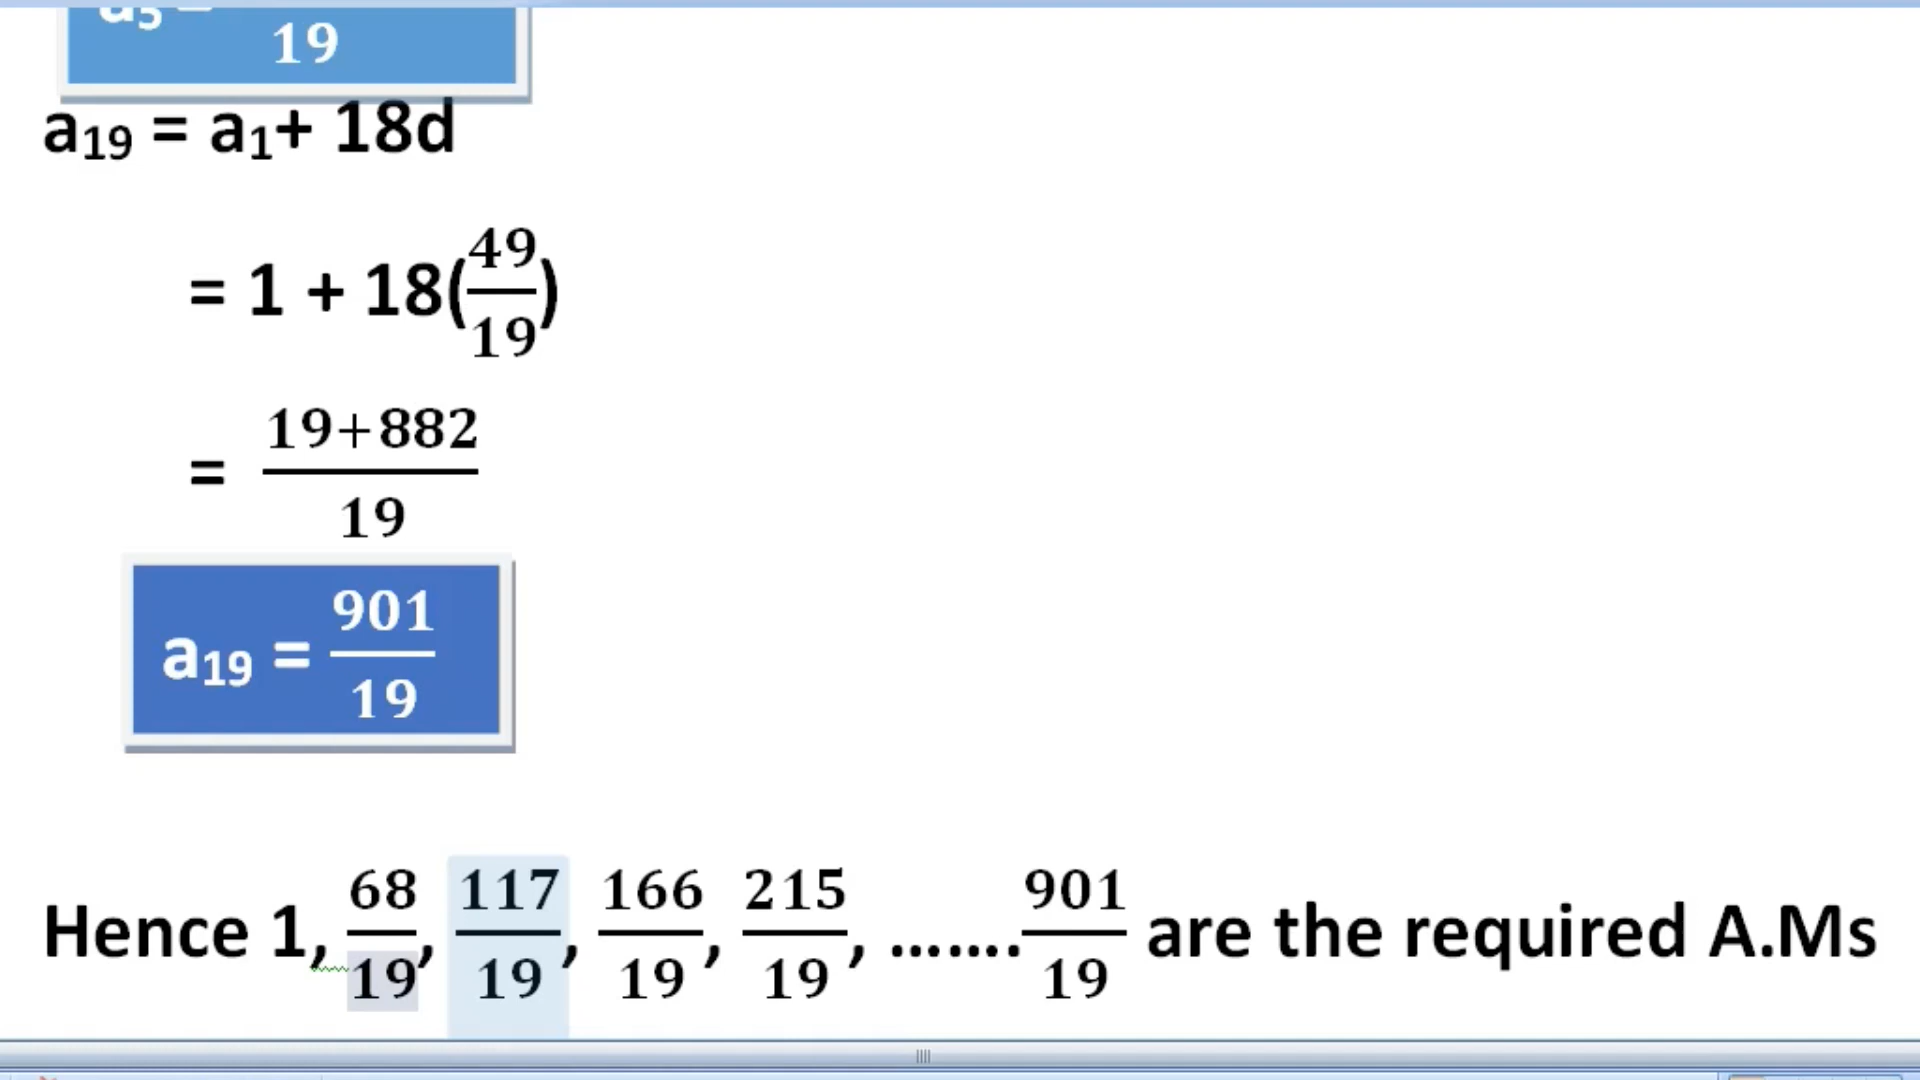 a₅ = 
19
a₁₉ = a₁+ 18d
= 1 + 18(49/19)
= 19+882/19
a₁₉ = 901/19
Hence 1, 68/19, 117/19, 166/19, 215/19, …….901/19 are the required A.Ms